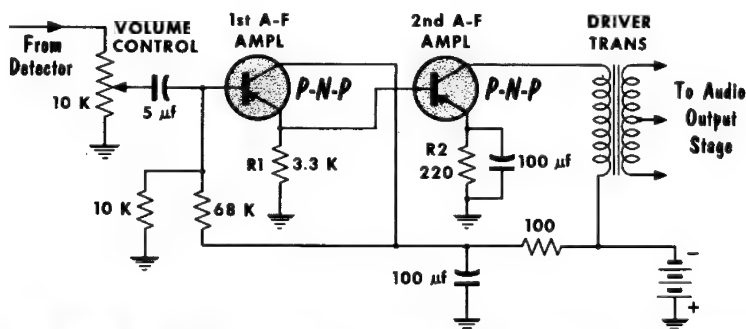 VOLUME
CONTROL
1st A-F
AMPL
2nd A-F
AMPL
DRIVER
TRANS
From
Detector
10 K
5 μf
P-N-P
P-N-P
To Audio
Output
Stage
R1
3.3 K
R2
220
100 μf
10 K
68 K
100
100 μf
-
+